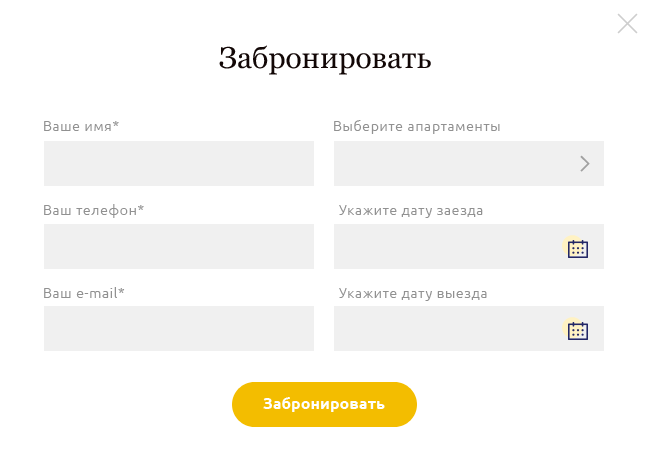 Забронировать
Ваше имя*
Выберите апартаменты
Ваш телефон*
Укажите дату заезда
Ваш e-mail*
Укажите дату выезда
Забронировать